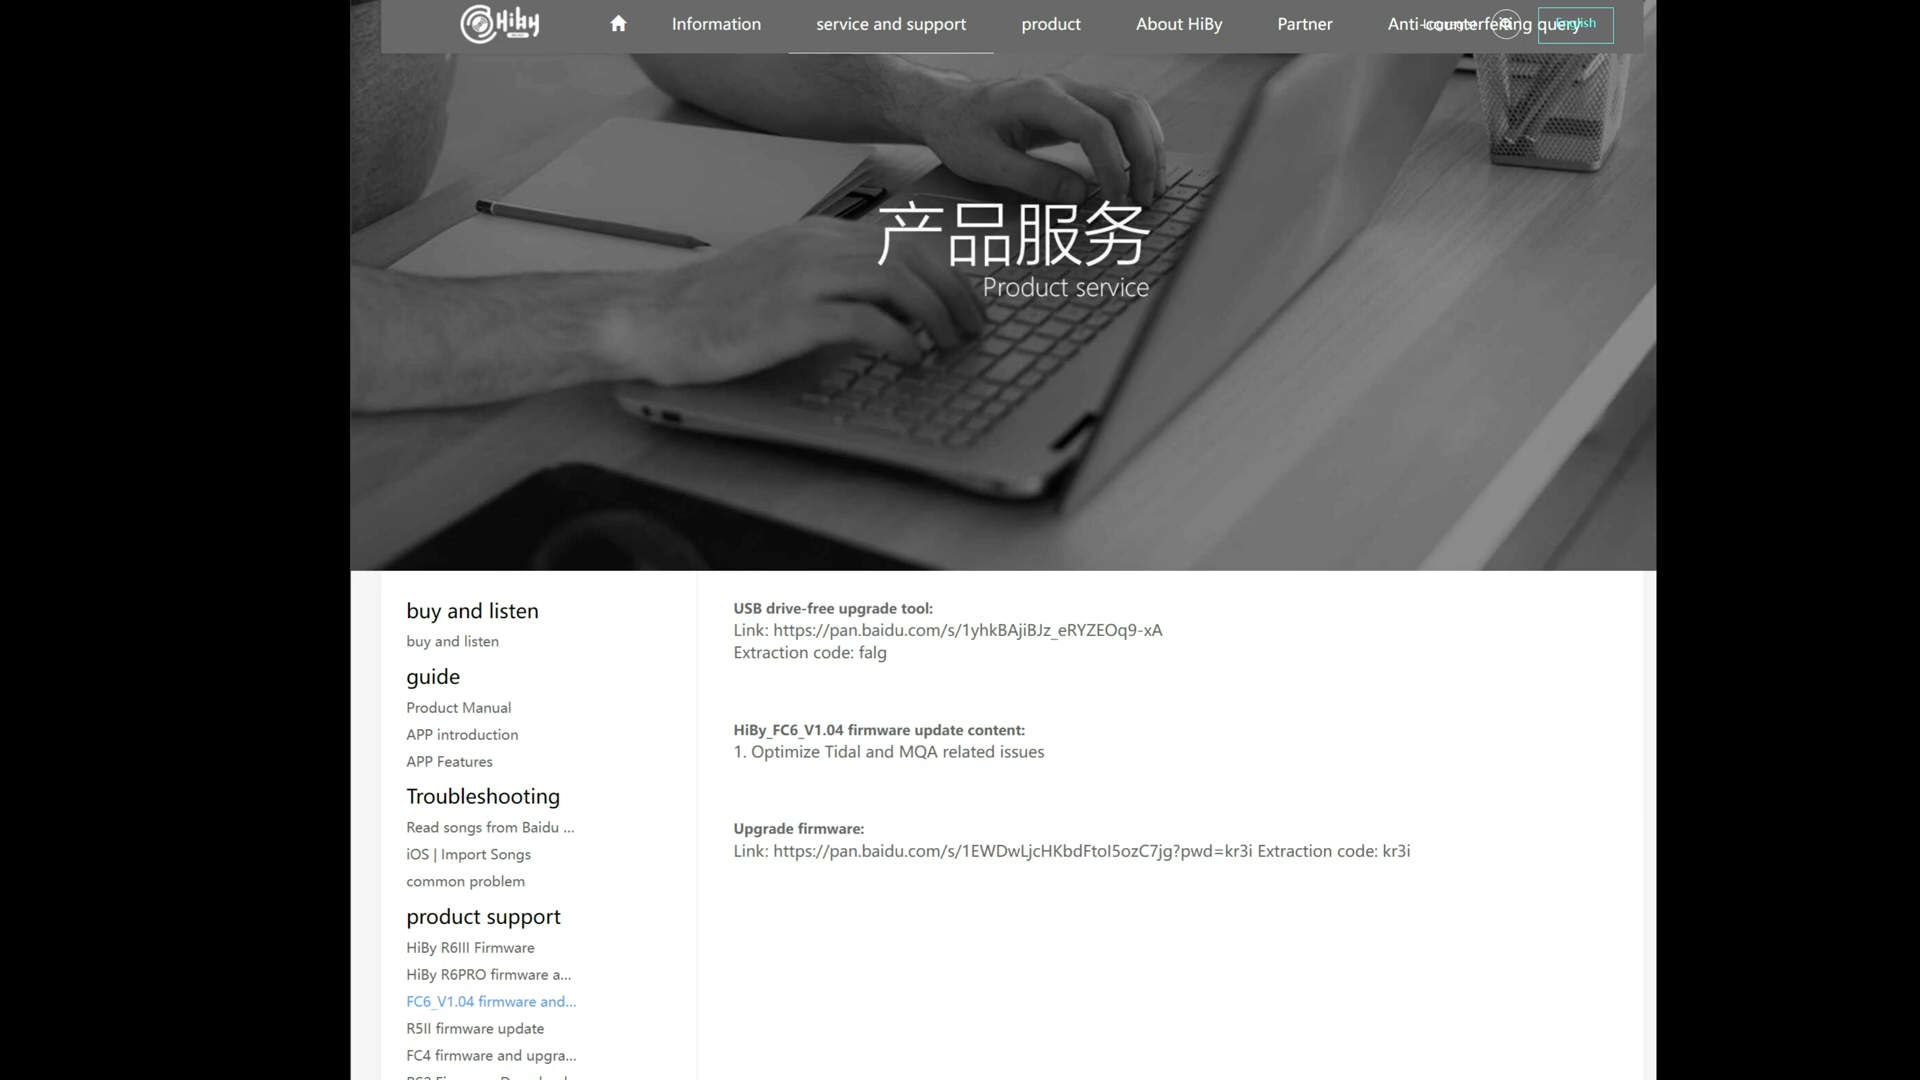 HiBy
Information
service and support
product
About HiBy
Partner
Anti-counterfeiting query
English
产品服务
Product service
buy and listen
buy and listen
guide
Product Manual
APP introduction
APP Features
Troubleshooting
Read songs from Baidu ...
iOS | Import Songs
common problem
product support
HiBy R6III Firmware
HiBy R6PRO firmware a...
FC6_V1.04 firmware and...
R5II firmware update
FC4 firmware and upgra...
USB drive-free upgrade tool:
Link: https://pan.baidu.com/s/1yhkBAjiBJz_eRYZEOq9-xA
Extraction code: falg
HiBy_FC6_V1.04 firmware update content:
1. Optimize Tidal and MQA related issues
Upgrade firmware:
Link: https://pan.baidu.com/s/1EWDwLjcHKbdFtoI5ozC7jg?pwd=kr3i Extraction code: kr3i